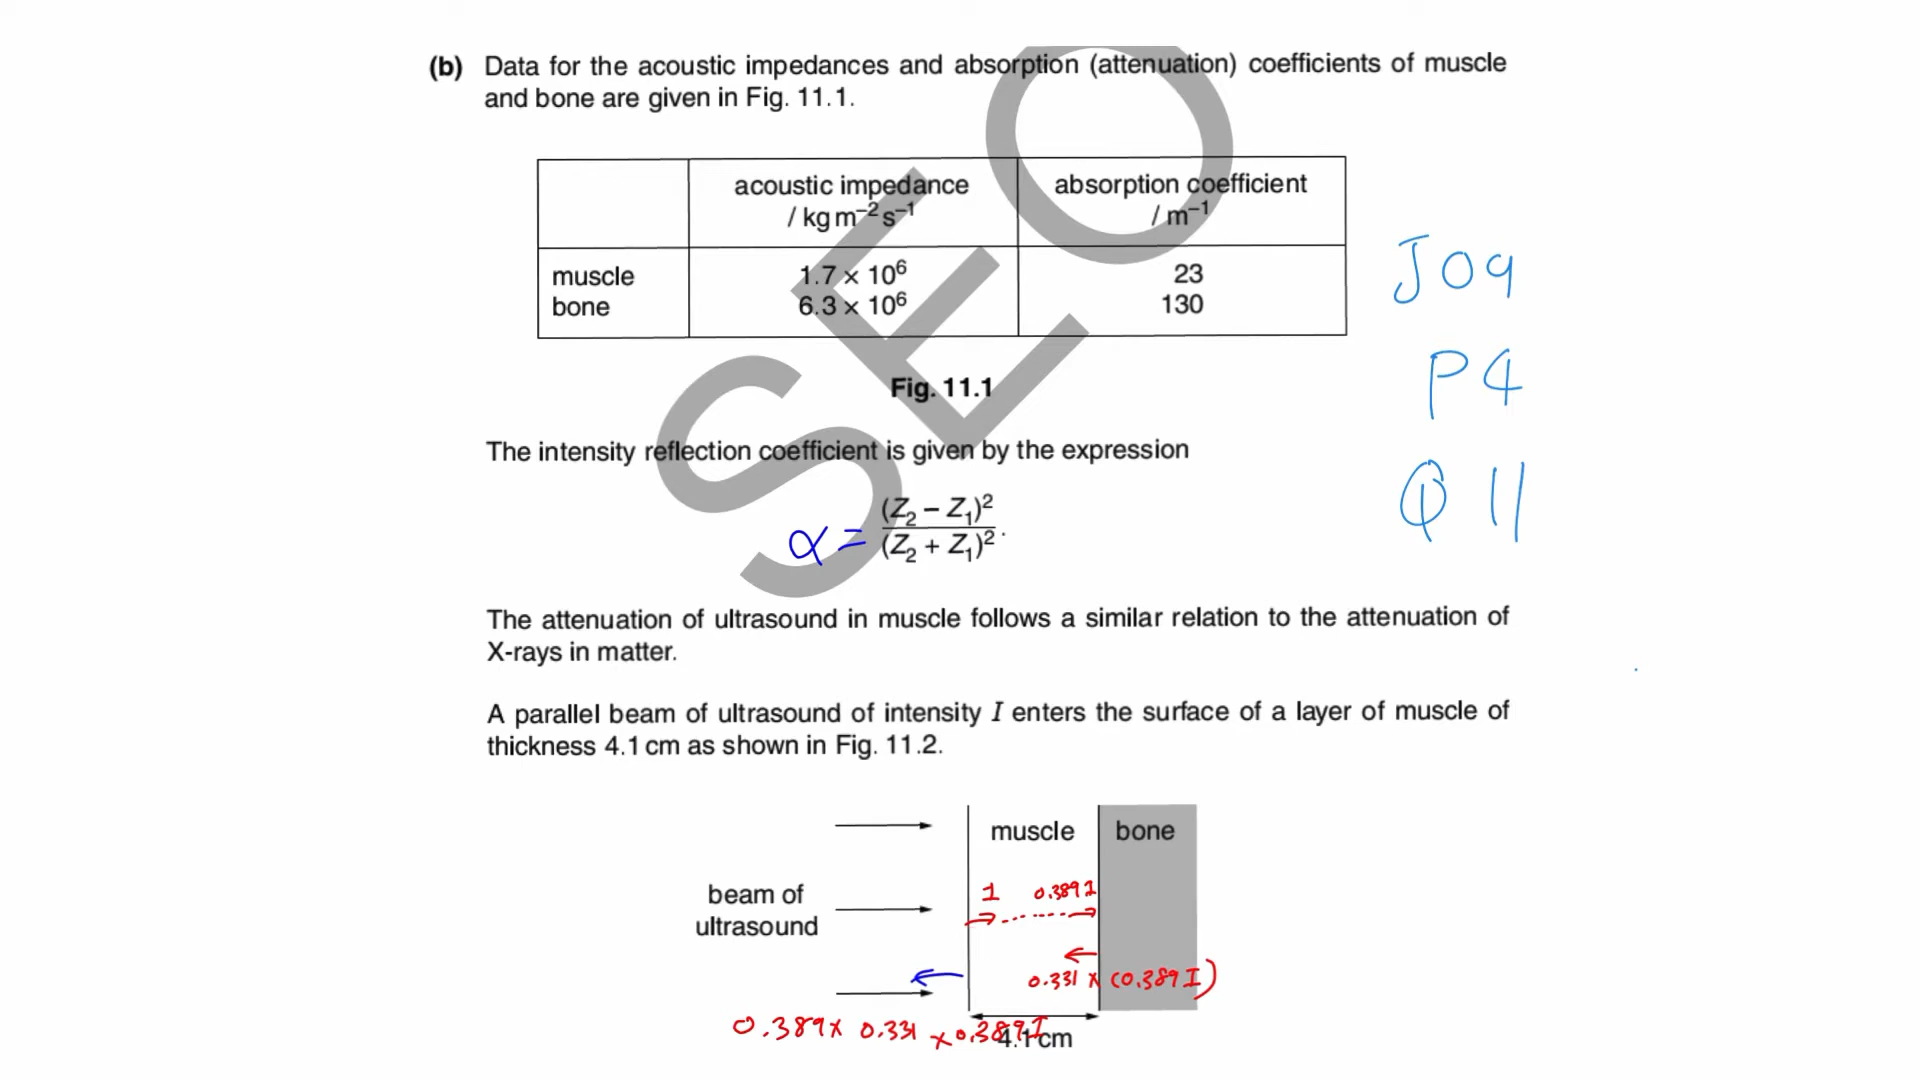 (b) Data for the acoustic impedances and absorption (attenuation) coefficients of muscle
and bone are given in Fig. 11.1.
acoustic impedance
/ kg m⁻² s⁻¹
absorption coefficient
/ m⁻¹
muscle 1.7 × 10⁶ 23
bone 6.3 × 10⁶ 130
Fig. 11.1
J09
P4
Q11
The intensity reflection coefficient is given by the expression
α = (Z₂ − Z₁)² / (Z₂ + Z₁)² .
The attenuation of ultrasound in muscle follows a similar relation to the attenuation of
X-rays in matter.
A parallel beam of ultrasound of intensity I enters the surface of a layer of muscle of
thickness 4.1 cm as shown in Fig. 11.2.
muscle bone
beam of
ultrasound
I 0.389I
0.331 × (0.389I)
0.389 × 0.331 × 0.389I
4.1 cm
SEO